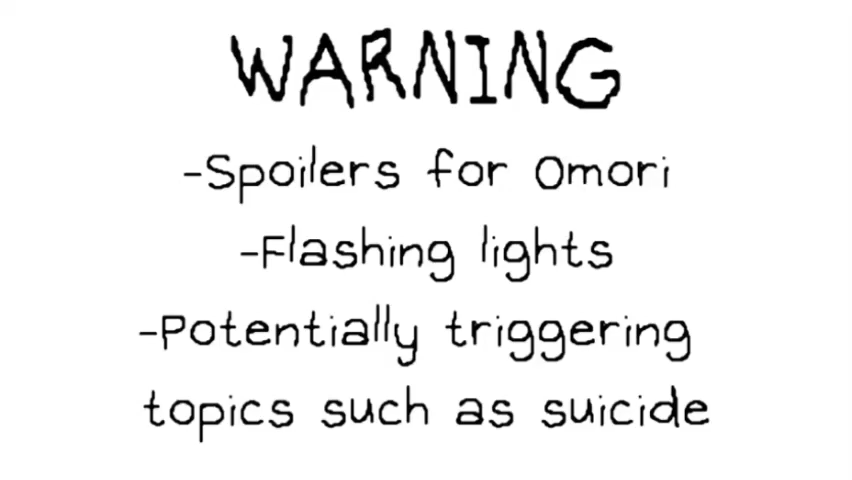 WARNING
-Spoilers for Omori
-Flashing lights
-Potentially triggering
topics such as suicide